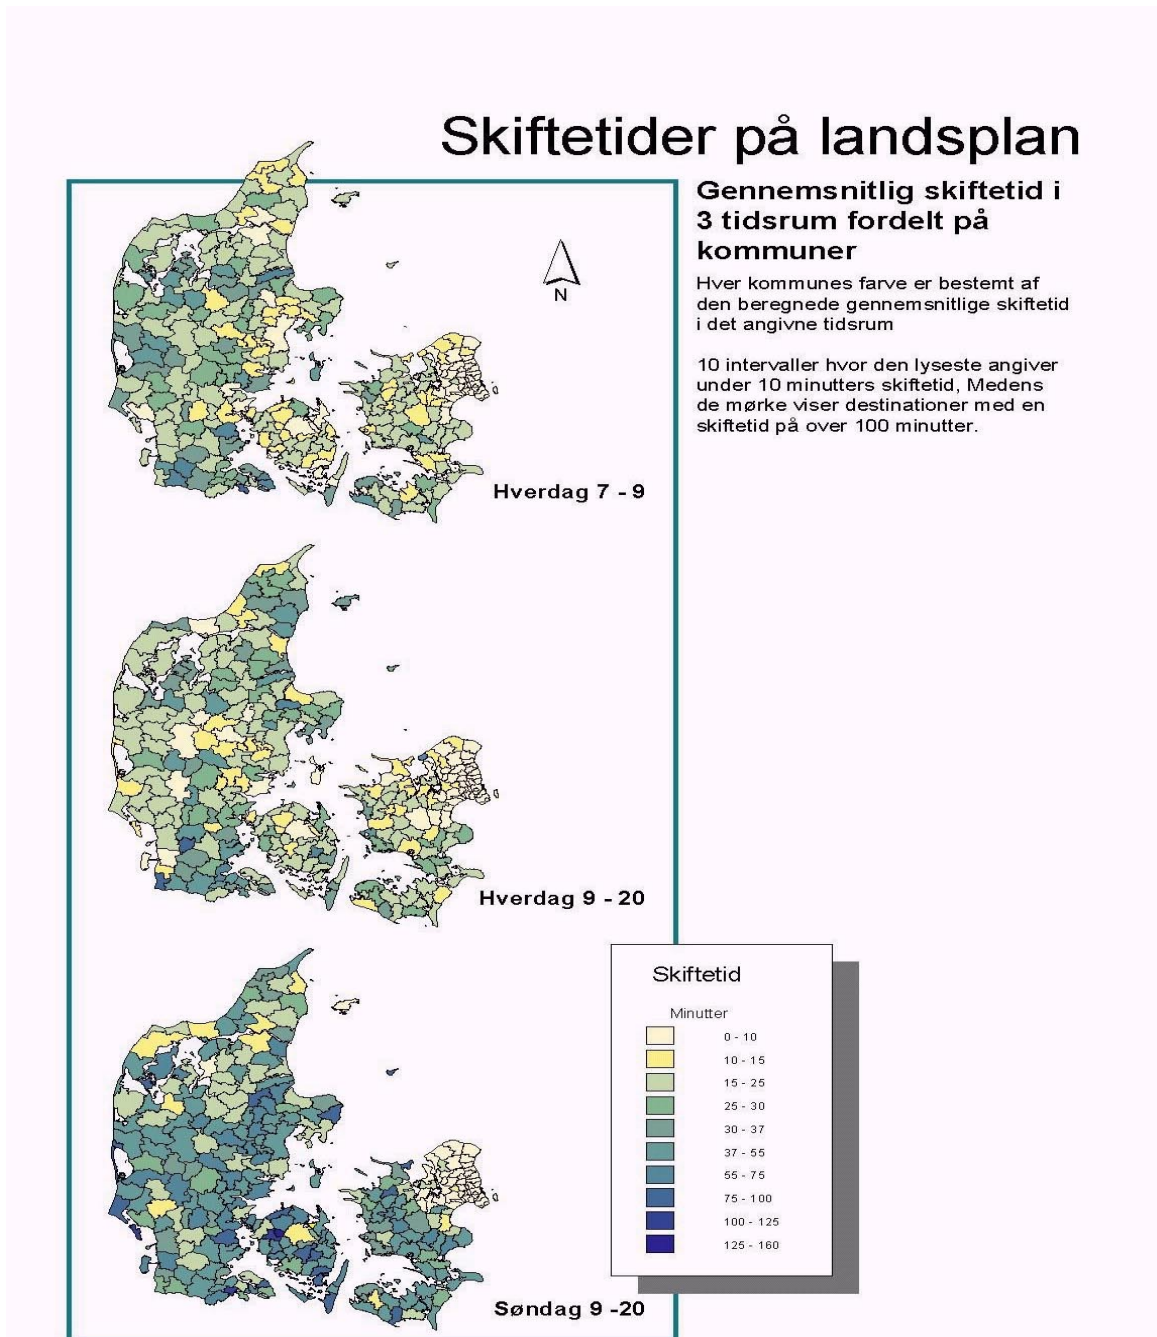 Skiftetider på landsplan
Gennemsnitlig skiftetid i
3 tidsrum fordelt på
kommuner
Hver kommunes farve er bestemt af
den beregnede gennemsnitlige skiftetid
i det angivne tidsrum
10 intervaller hvor den lyseste angiver
under 10 minutters skiftetid, Medens
de mørke viser destinationer med en
skiftetid på over 100 minutter.
N
Hverdag 7 - 9
Hverdag 9 - 20
Søndag 9 -20
Skiftetid
Minutter
0 - 10
10 - 15
15 - 25
25 - 30
30 - 37
37 - 55
55 - 75
75 - 100
100 - 125
125 - 160